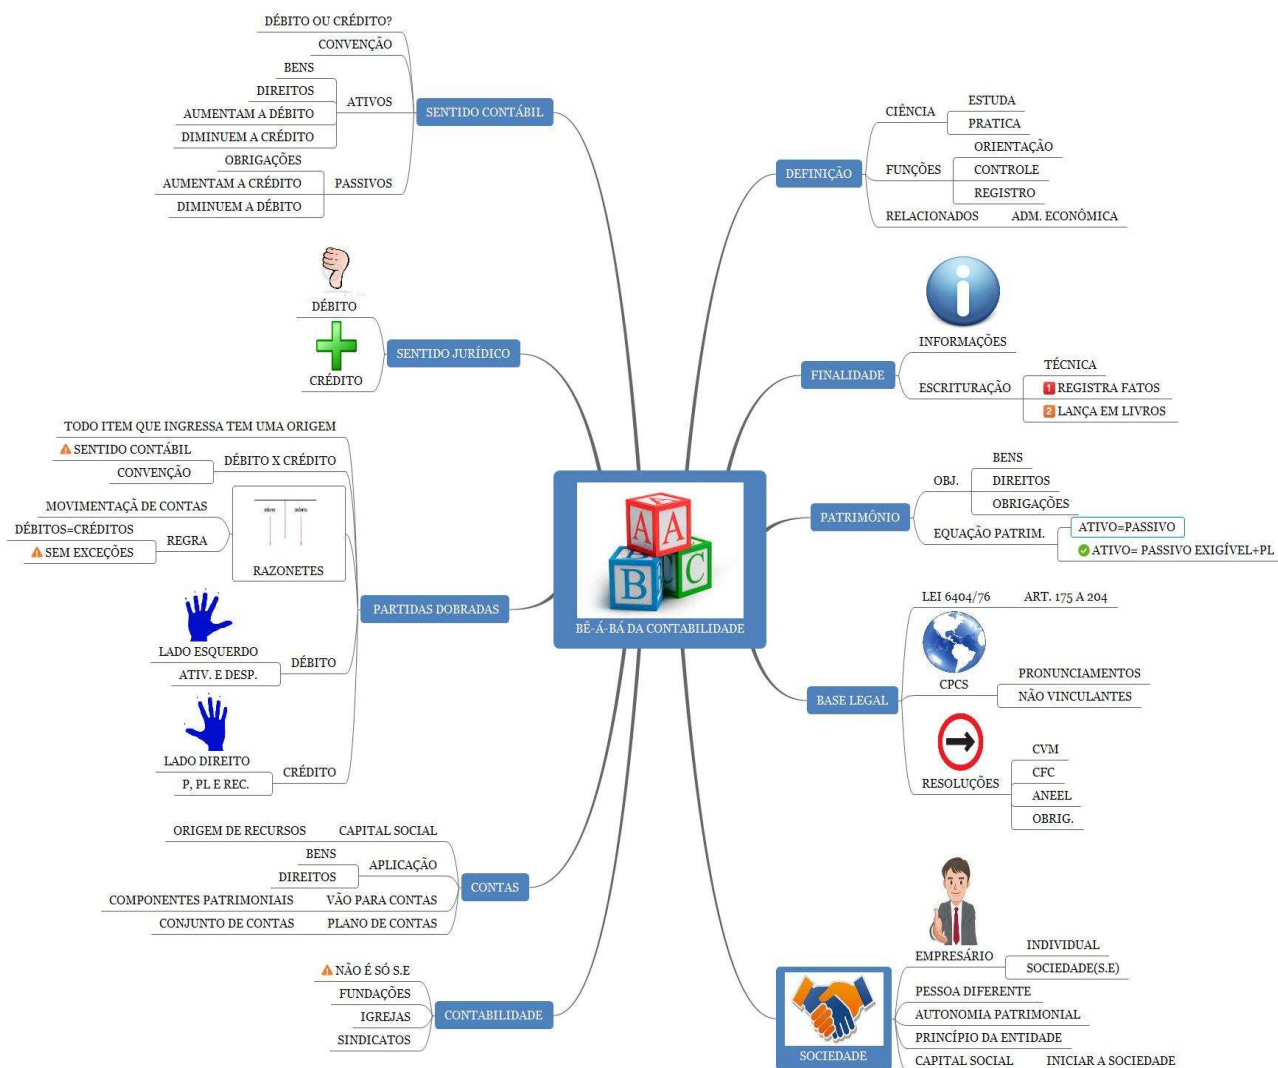 DÉBITO OU CRÉDITO?
CONVENÇÃO
BENS
DIREITOS
AUMENTAM A DÉBITO
DIMINUEM A CRÉDITO
ATIVOS
OBRIGAÇÕES
AUMENTAM A CRÉDITO
DIMINUEM A DÉBITO
PASSIVOS
SENTIDO CONTÁBIL
DÉBITO
CRÉDITO
SENTIDO JURÍDICO
TODO ITEM QUE INGRESSA TEM UMA ORIGEM
SENTIDO CONTÁBIL
CONVENÇÃO
DÉBITO X CRÉDITO
MOVIMENTAÇÃ DE CONTAS
DÉBITOS=CRÉDITOS
SEM EXCEÇÕES
REGRA
RAZONETES
LADO ESQUERDO
ATIV. E DESP.
DÉBITO
LADO DIREITO
P, PL E REC.
CRÉDITO
PARTIDAS DOBRADAS
ORIGEM DE RECURSOS
CAPITAL SOCIAL
BENS
DIREITOS
APLICAÇÃO
COMPONENTES PATRIMONIAIS
VÃO PARA CONTAS
CONJUNTO DE CONTAS
PLANO DE CONTAS
CONTAS
NÃO É SÓ S.E
FUNDAÇÕES
IGREJAS
SINDICATOS
CONTABILIDADE
A
A
B
C
BÊ-Á-BÁ DA CONTABILIDADE
DEFINIÇÃO
CIÊNCIA
ESTUDA
PRATICA
FUNÇÕES
ORIENTAÇÃO
CONTROLE
REGISTRO
RELACIONADOS
ADM. ECONÔMICA
FINALIDADE
i
INFORMAÇÕES
ESCRITURAÇÃO
TÉCNICA
1 REGISTRA FATOS
2 LANÇA EM LIVROS
PATRIMÔNIO
OBJ.
BENS
DIREITOS
OBRIGAÇÕES
EQUAÇÃO PATRIM.
ATIVO=PASSIVO
ATIVO= PASSIVO EXIGÍVEL+PL
BASE LEGAL
LEI 6404/76
ART. 175 A 204
CPCS
PRONUNCIAMENTOS
NÃO VINCULANTES
RESOLUÇÕES
CVM
CFC
ANEEL
OBRIG.
SOCIEDADE
EMPRESÁRIO
INDIVIDUAL
SOCIEDADE(S.E)
PESSOA DIFERENTE
AUTONOMIA PATRIMONIAL
PRINCÍPIO DA ENTIDADE
CAPITAL SOCIAL
INICIAR A SOCIEDADE